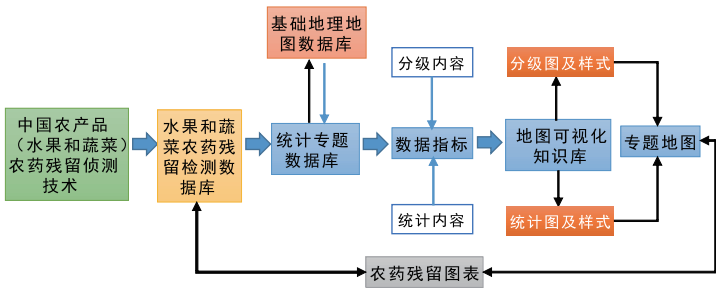 基础地理地
图数据库
分级内容
分级图及样式
中国农产品
（水果和蔬菜）
农药残留侦测
技术
水果和蔬
菜农药残
留检测数
据库
统计专题
数据库
数据指标
地图可视化
知识库
专题地图
统计内容
统计图及样式
农药残留图表